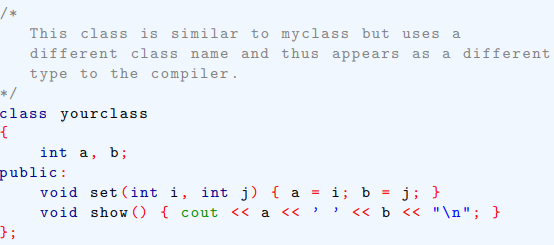 /*
   This class is similar to myclass but uses a
   different class name and thus appears as a different
   type to the compiler.
*/
class yourclass
{
    int a, b;
public:
    void set(int i, int j) { a = i; b = j; }
    void show() { cout << a << ’ ’ << b << "\n"; }
};